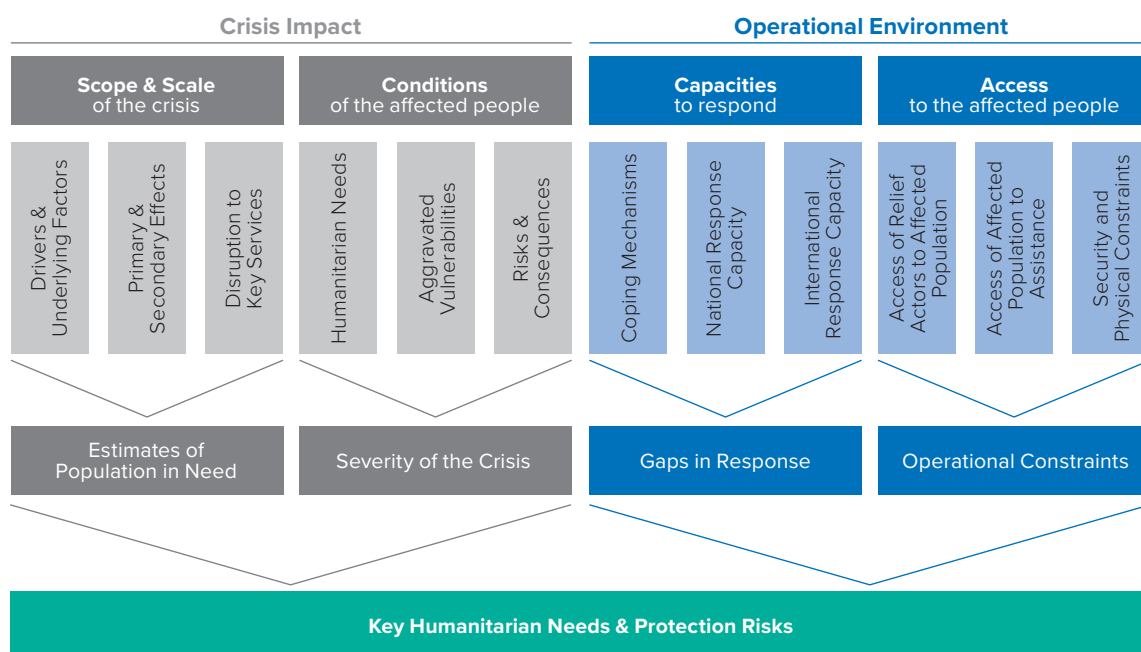 Crisis Impact
Operational Environment
Scope & Scale
of the crisis
Conditions
of the affected people
Capacities
to respond
Access
to the affected people
Drivers &
Underlying Factors
Primary &
Secondary Effects
Disruption to
Key Services
Humanitarian Needs
Aggravated
Vulnerabilities
Risks &
Consequences
Coping Mechanisms
National Response
Capacity
International
Response Capacity
Access of Relief
Actors to Affected
Population
Access of Affected
Population to
Assistance
Security and
Physical Constraints
Estimates of
Population in Need
Severity of the Crisis
Gaps in Response
Operational Constraints
Key Humanitarian Needs & Protection Risks